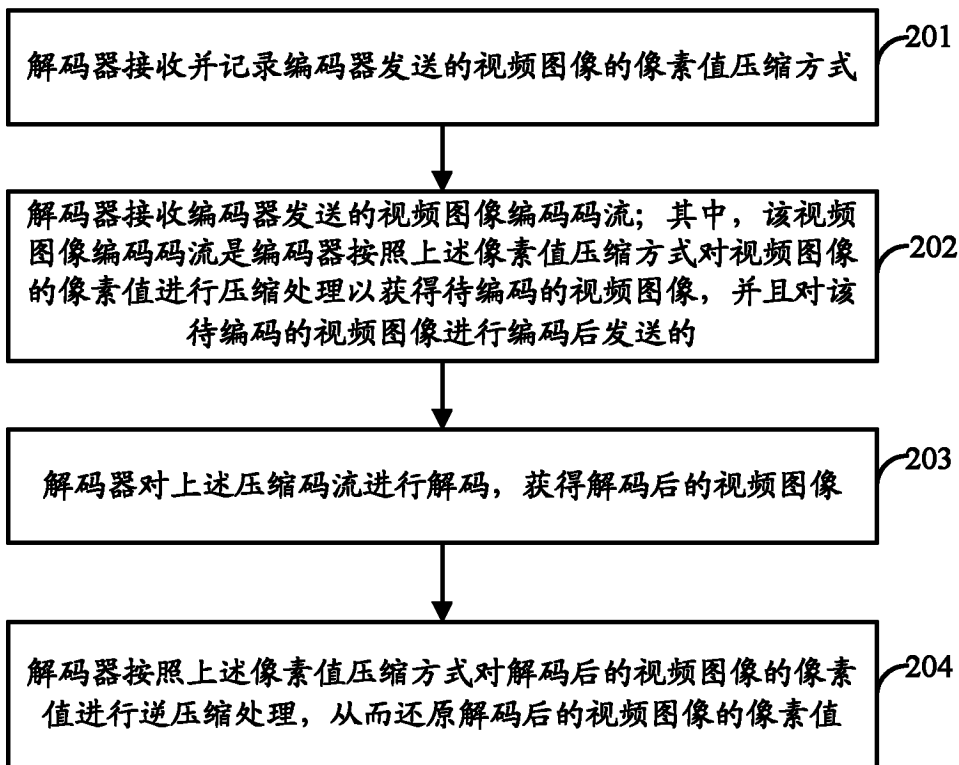 解码器接收并记录编码器发送的视频图像的像素值压缩方式
201
解码器接收编码器发送的视频图像编码码流；其中，该视频
图像编码码流是编码器按照上述像素值压缩方式对视频图像
的像素值进行压缩处理以获得待编码的视频图像，并且对该
待编码的视频图像进行编码后发送的
202
解码器对上述压缩码流进行解码，获得解码后的视频图像
203
解码器按照上述像素值压缩方式对解码后的视频图像的像素
值进行逆压缩处理，从而还原解码后的视频图像的像素值
204